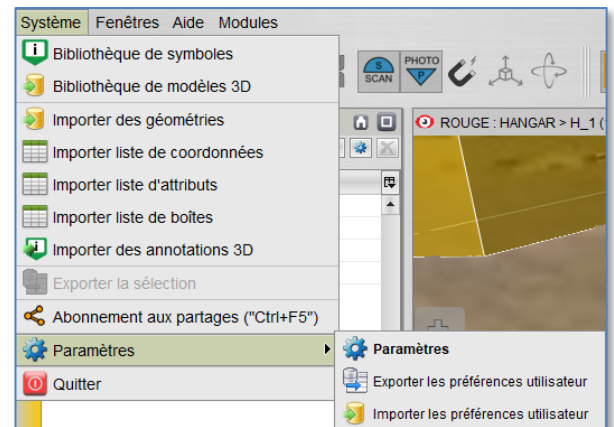 Système Fenêtres Aide Modules
Bibliothèque de symboles
Bibliothèque de modèles 3D
Importer des géométries
Importer liste de coordonnées
Importer liste d'attributs
Importer liste de boîtes
Importer des annotations 3D
Exporter la sélection
Abonnement aux partages ("Ctrl+F5")
Paramètres
Quitter
S
SCAN
PHOTO
P
ROUGE : HANGAR > H_1 (
Paramètres
Exporter les préférences utilisateur
Importer les préférences utilisateur